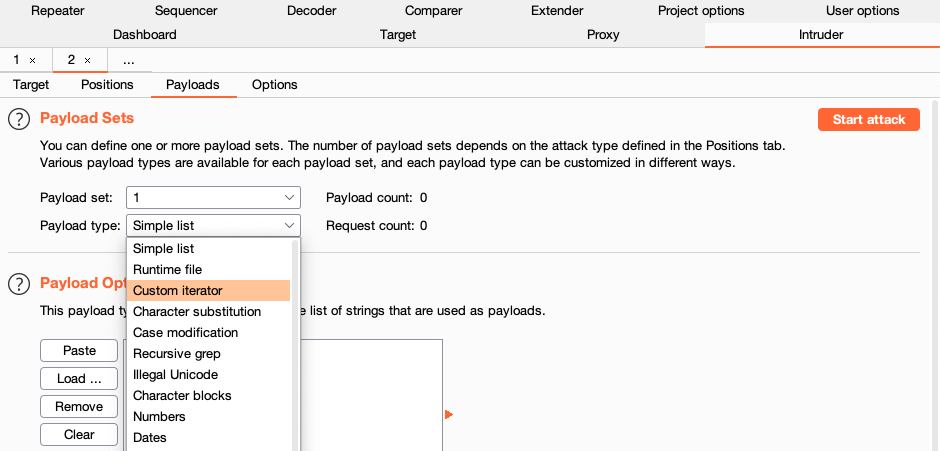 Repeater Sequencer Decoder Comparer Extender Project options User options
Dashboard Target Proxy Intruder
1 × 2 × ...
Target Positions Payloads Options
? Payload Sets Start attack
You can define one or more payload sets. The number of payload sets depends on the attack type defined in the Positions tab.
Various payload types are available for each payload set, and each payload type can be customized in different ways.
Payload set: 1 Payload count: 0
Payload type: Simple list Request count: 0
Simple list
Runtime file
? Payload Opt
Custom iterator
This payload ty
Character substitution
list of strings that are used as payloads.
Case modification
Paste
Recursive grep
Load ...
Illegal Unicode
Character blocks
Remove
Numbers
Clear
Dates